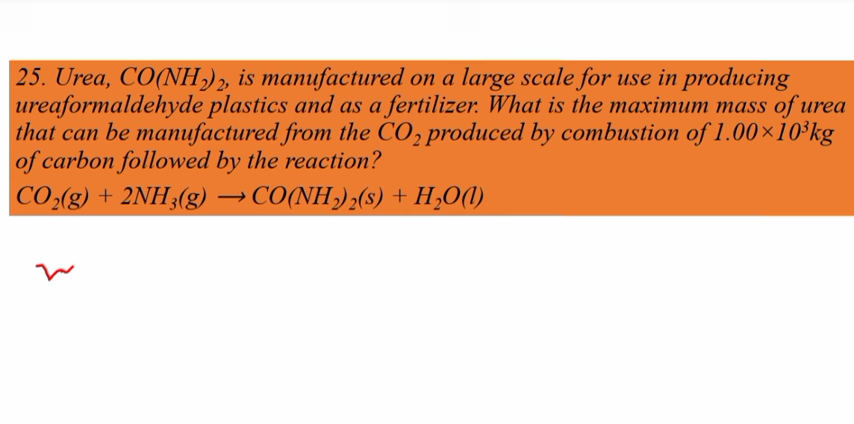 25. Urea, CO(NH₂)₂, is manufactured on a large scale for use in producing
ureaformaldehyde plastics and as a fertilizer. What is the maximum mass of urea
that can be manufactured from the CO₂ produced by combustion of 1.00×10³kg
of carbon followed by the reaction?
CO₂(g) + 2NH₃(g) → CO(NH₂)₂(s) + H₂O(l)